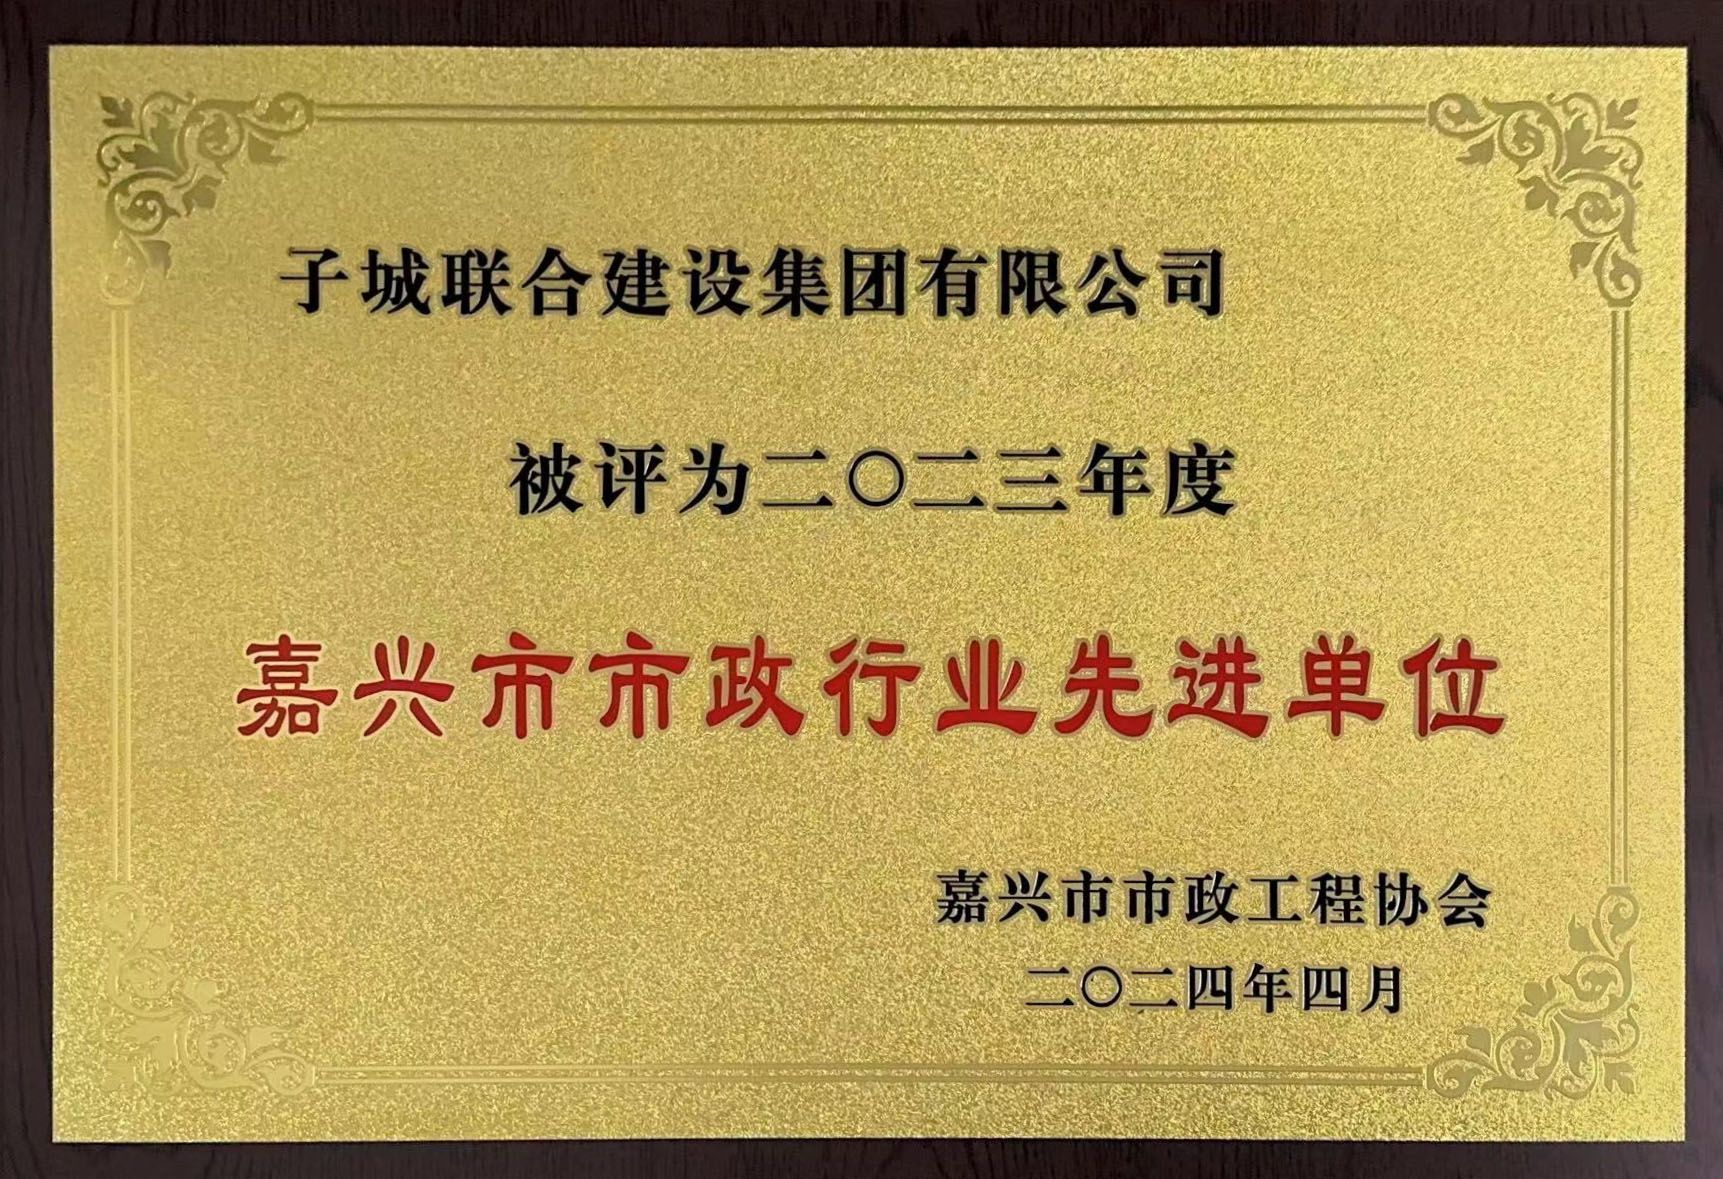 子城联合建设集团有限公司
被评为二〇二三年度
嘉兴市市政行业先进单位
嘉兴市市政工程协会
二〇二四年四月